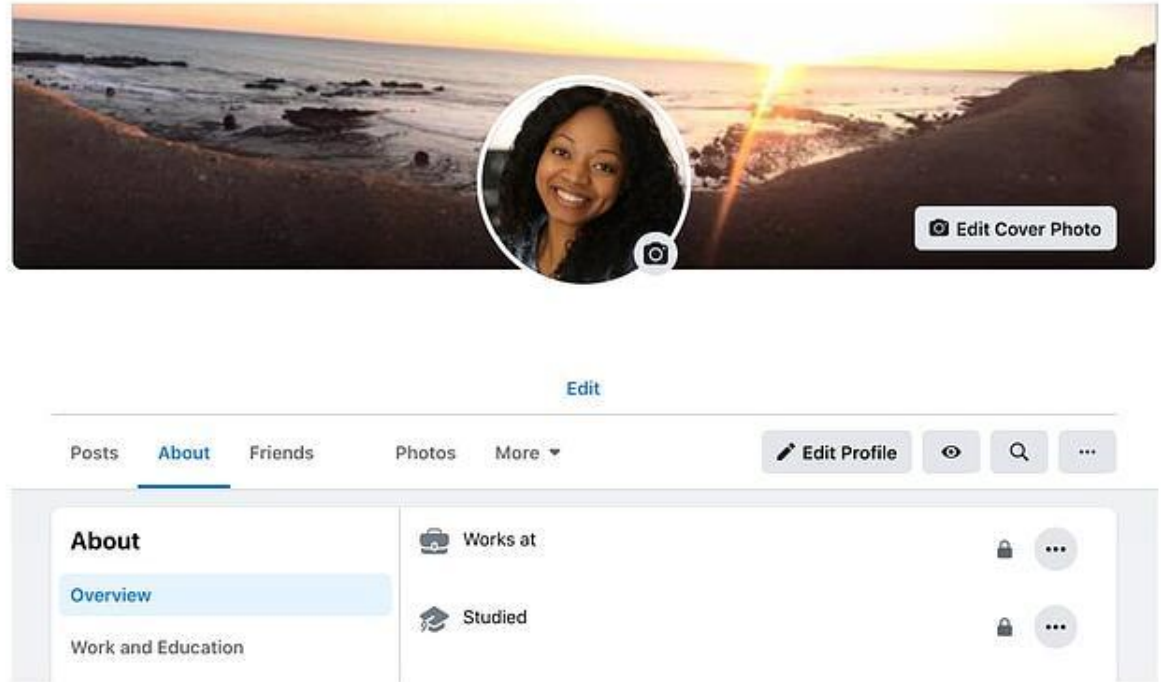 Edit Cover Photo
Edit
Posts About Friends Photos More Edit Profile
About
Overview
Work and Education
Works at
Studied